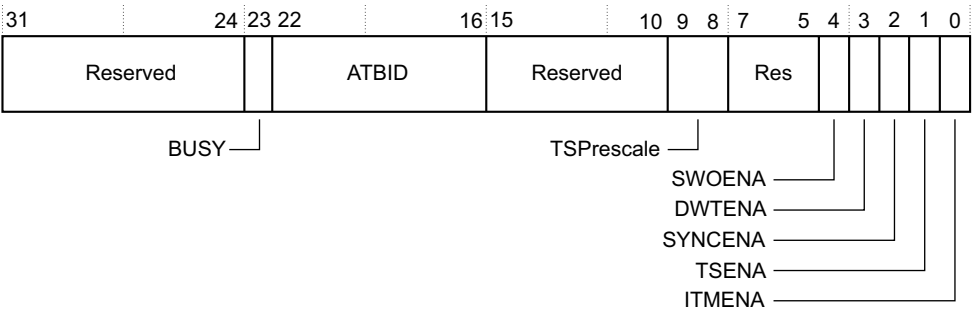 31 24 23 22 16 15 10 9 8 7 5 4 3 2 1 0
Reserved ATBID Reserved Res
BUSY TSPrescale
SWOENA
DWTENA
SYNCENA
TSENA
ITMENA